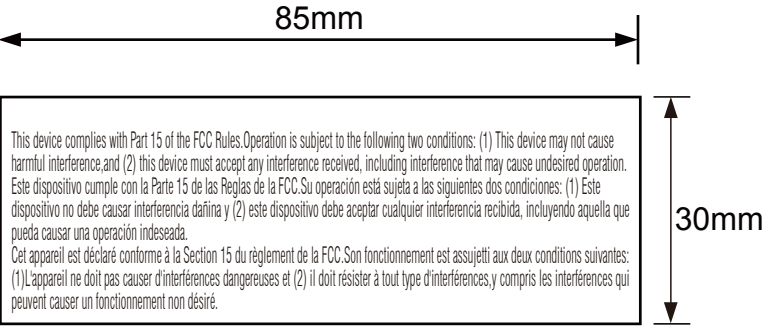 85mm
This device complies with Part 15 of the FCC Rules.Operation is subject to the following two conditions: (1) This device may not cause
harmful interference,and (2) this device must accept any interference received, including interference that may cause undesired operation.
Este dispositivo cumple con la Parte 15 de las Reglas de la FCC.Su operación está sujeta a las siguientes dos condiciones: (1) Este
dispositivo no debe causar interferencia dañina y (2) este dispositivo debe aceptar cualquier interferencia recibida, incluyendo aquella que
pueda causar una operación indeseada.
Cet appareil est déclaré conforme à la Section 15 du règlement de la FCC.Son fonctionnement est assujetti aux deux conditions suivantes:
(1)L'appareil ne doit pas causer d'interférences dangereuses et (2) il doit résister à tout type d'interférences,y compris les interférences qui
peuvent causer un fonctionnement non désiré.
30mm